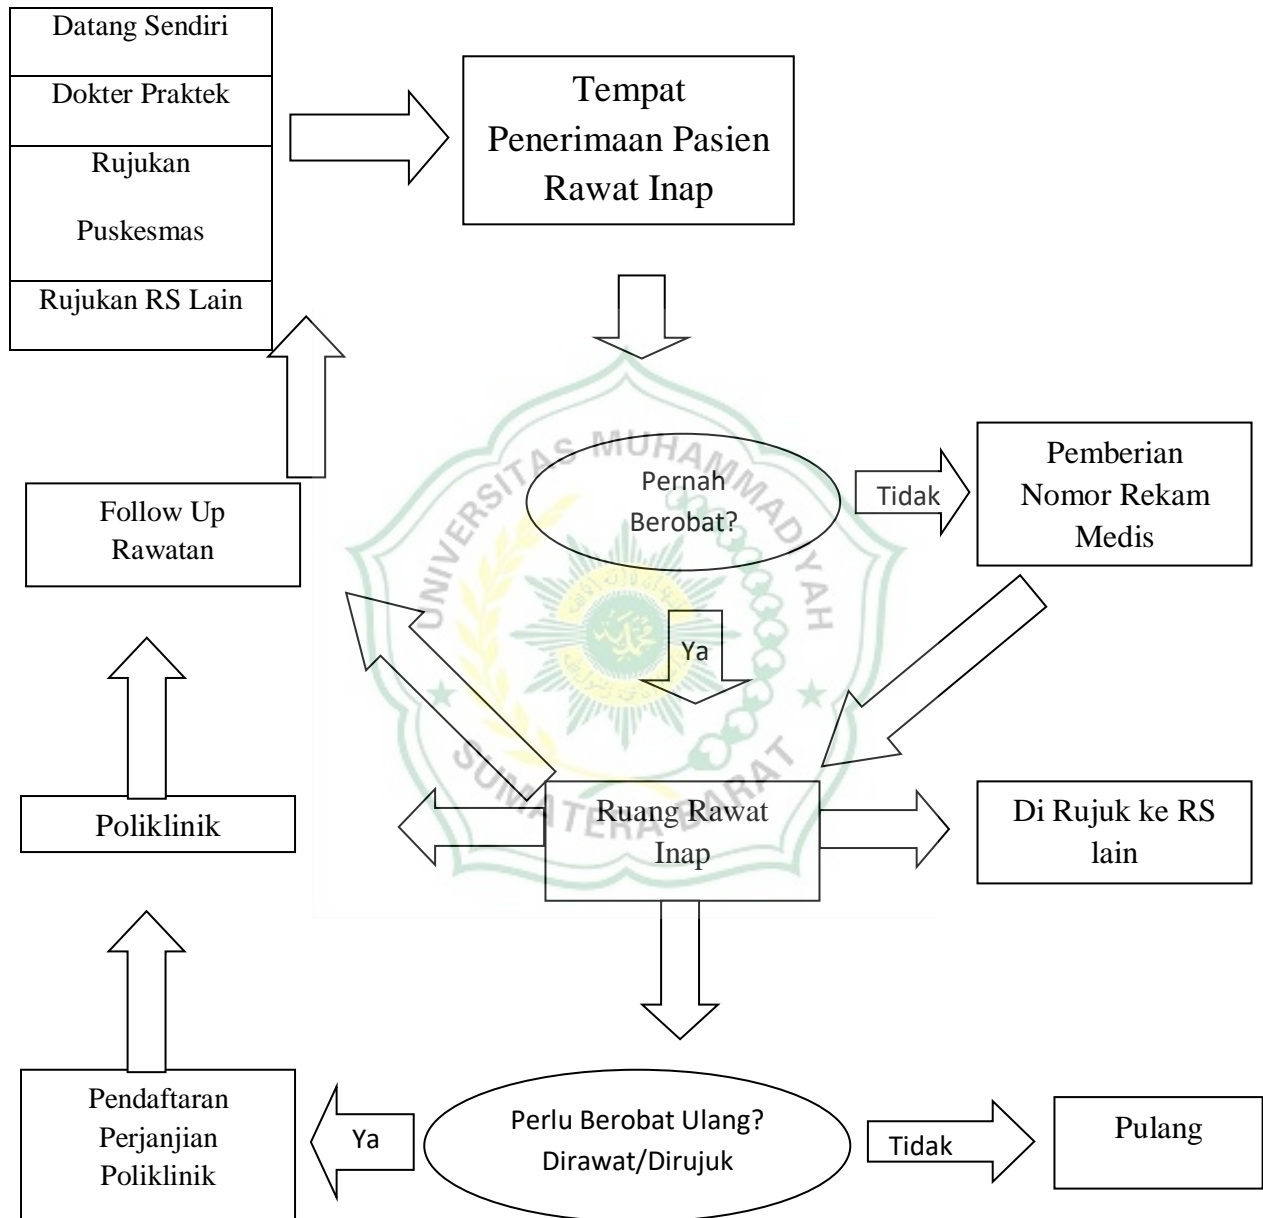 Datang Sendiri
Dokter Praktek
Rujukan
Puskesmas
Rujukan RS Lain
Tempat
Penerimaan Pasien
Rawat Inap
Pernah
Berobat?
Tidak
Pemberian
Nomor Rekam
Medis
Follow Up
Rawatan
Ya
UNIVERSITAS MUHAMMADIYAH
SUMATERA BARAT
Poliklinik
Ruang Rawat
Inap
Di Rujuk ke RS
lain
Pendaftaran
Perjanjian
Poliklinik
Ya
Perlu Berobat Ulang?
Dirawat/Dirujuk
Tidak
Pulang